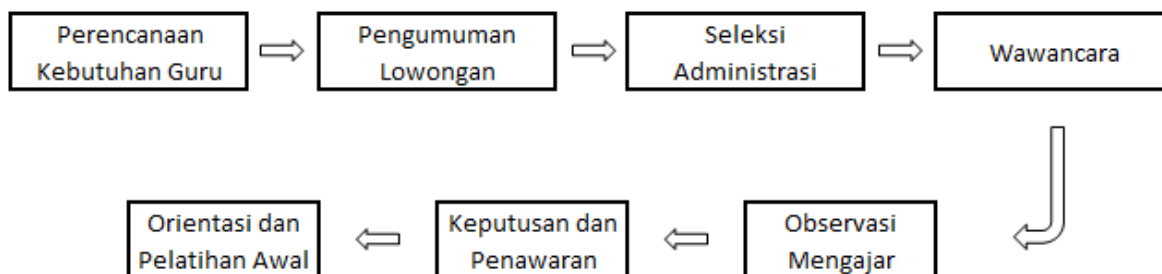 Perencanaan
Kebutuhan Guru
Pengumuman
Lowongan
Seleksi
Administrasi
Wawancara
Observasi
Mengajar
Keputusan dan
Penawaran
Orientasi dan
Pelatihan Awal